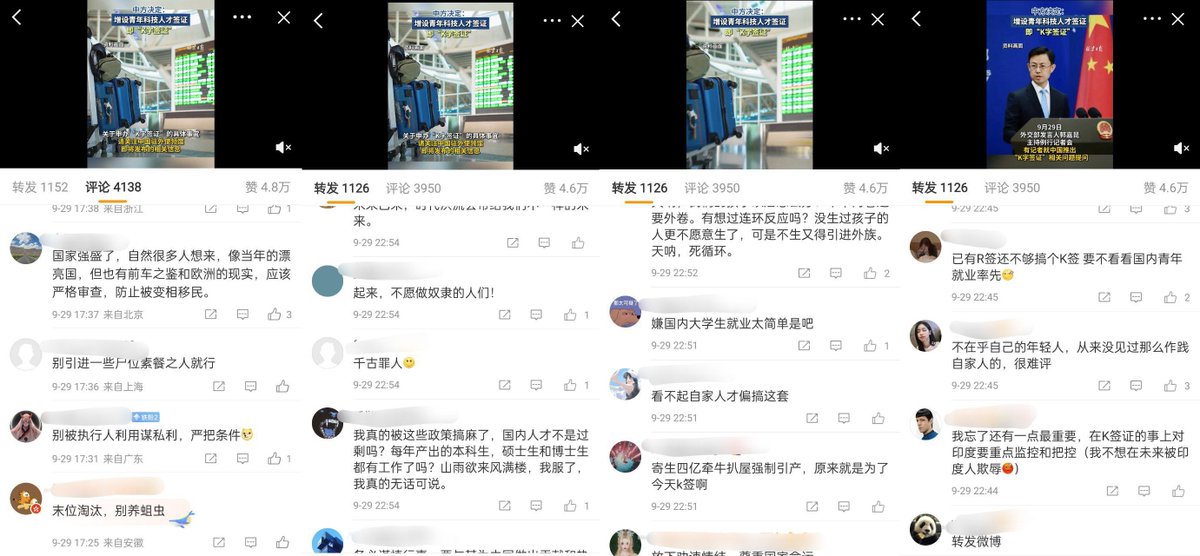 中方决定：
增设青年科技人才签证
即“K字签证”
资料画面
关于申办“K字签证”的具体事宜
请关注中国驻外使领馆
即将发布的相关信息
转发 1152 评论 4138 赞 4.8万
9-29 17:38 来自浙江
1
国家强盛了，自然很多人想来，像当年的漂
亮国，但也有前车之鉴和欧洲的现实，应该
严格审查，防止被变相移民。
9-29 17:37 来自北京
3
别引进一些尸位素餐之人就行
9-29 17:36 来自上海
铁粉2
别被执行人利用谋私利，严把条件
9-29 17:31 来自广东
1
末位淘汰，别养蛆虫
9-29 17:25 来自安徽
中方决定：
增设青年科技人才签证
即“K字签证”
关于申办“K字签证”的具体事宜
请关注中国驻外使领馆
即将发布的相关信息
转发 1126 评论 3950 赞 4.6万
来。
9-29 22:54
起来，不愿做奴隶的人们！
9-29 22:54
1
千古罪人
9-29 22:54
1
我真的被这些政策搞麻了，国内人才不是过
剩吗？每年产出的本科生，硕士生和博士生
都有工作了吗？山雨欲来风满楼，我服了，
我真的无话可说。
9-29 22:54
1
中方决定：
增设青年科技人才签证
即“K字签证”
转发 1126 评论 3950 赞 4.6万
要外卷。有想过连环反应吗？没生过孩子的
人更不愿意生了，可是不生又得引进外族。
天呐，死循环。
9-29 22:52
2
嫌国内大学生就业太简单是吧
9-29 22:51
1
看不起自家人才偏搞这套
9-29 22:51
寄生四亿牵牛扒屋强制引产，原来就是为了
今天k签啊
9-29 22:51
中方决定：
增设青年科技人才签证
即“K字签证”
资料画面
9月29日
外交部发言人郭嘉昆
主持例行记者会
有记者就中国推出
“K字签证”相关问题提问
转发 1126 评论 3950 赞 4.6万
9-29 22:45
3
已有R签还不够搞个K签 要不看看国内青年
就业率先
9-29 22:45
2
不在乎自己的年轻人，从来没见过那么作践
自家人的，很难评
9-29 22:45
3
我忘了还有一点最重要，在K签证的事上对
印度要重点监控和把控（我不想在未来被印
度人欺辱）
9-29 22:44
转发微博